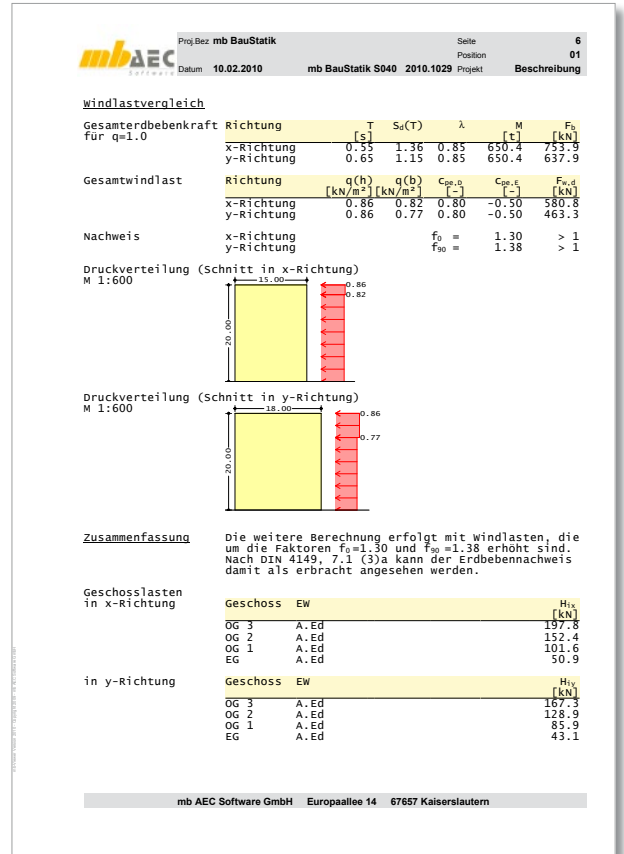 mb AEC Software
Proj.Bez mb BauStatik Seite 6
Position 01
Datum 10.02.2010 mb BauStatik S040 2010.1029 Projekt Beschreibung
Windlastvergleich
Gesamterdbebenkraft Richtung T Sd(T) λ M Fb
für q=1.0 [s] [t] [kN]
x-Richtung 0.55 1.36 0.85 650.4 753.9
y-Richtung 0.65 1.15 0.85 650.4 637.9
Gesamtwindlast Richtung q(h) q(b) cpe,D cpe,E Fw,d
[kN/m²][kN/m²] [-] [-] [kN]
x-Richtung 0.86 0.82 0.80 -0.50 580.8
y-Richtung 0.86 0.77 0.80 -0.50 463.3
Nachweis x-Richtung f0 = 1.30 > 1
y-Richtung f90 = 1.38 > 1
Druckverteilung (Schnitt in x-Richtung)
M 1:600
15.00
0.86
0.82
20.00
Druckverteilung (Schnitt in y-Richtung)
M 1:600
18.00
0.86
0.77
20.00
Zusammenfassung Die weitere Berechnung erfolgt mit Windlasten, die
um die Faktoren f0=1.30 und f90=1.38 erhöht sind.
Nach DIN 4149, 7.1 (3)a kann der Erdbebennachweis
damit als erbracht angesehen werden.
Geschosslasten
in x-Richtung Geschoss EW Hix
[kN]
OG 3 A.Ed 197.8
OG 2 A.Ed 152.4
OG 1 A.Ed 101.6
EG A.Ed 50.9
in y-Richtung Geschoss EW Hiy
[kN]
OG 3 A.Ed 167.3
OG 2 A.Ed 128.9
OG 1 A.Ed 85.9
EG A.Ed 43.1
mb AEC Software GmbH Europaallee 14 67657 Kaiserslautern